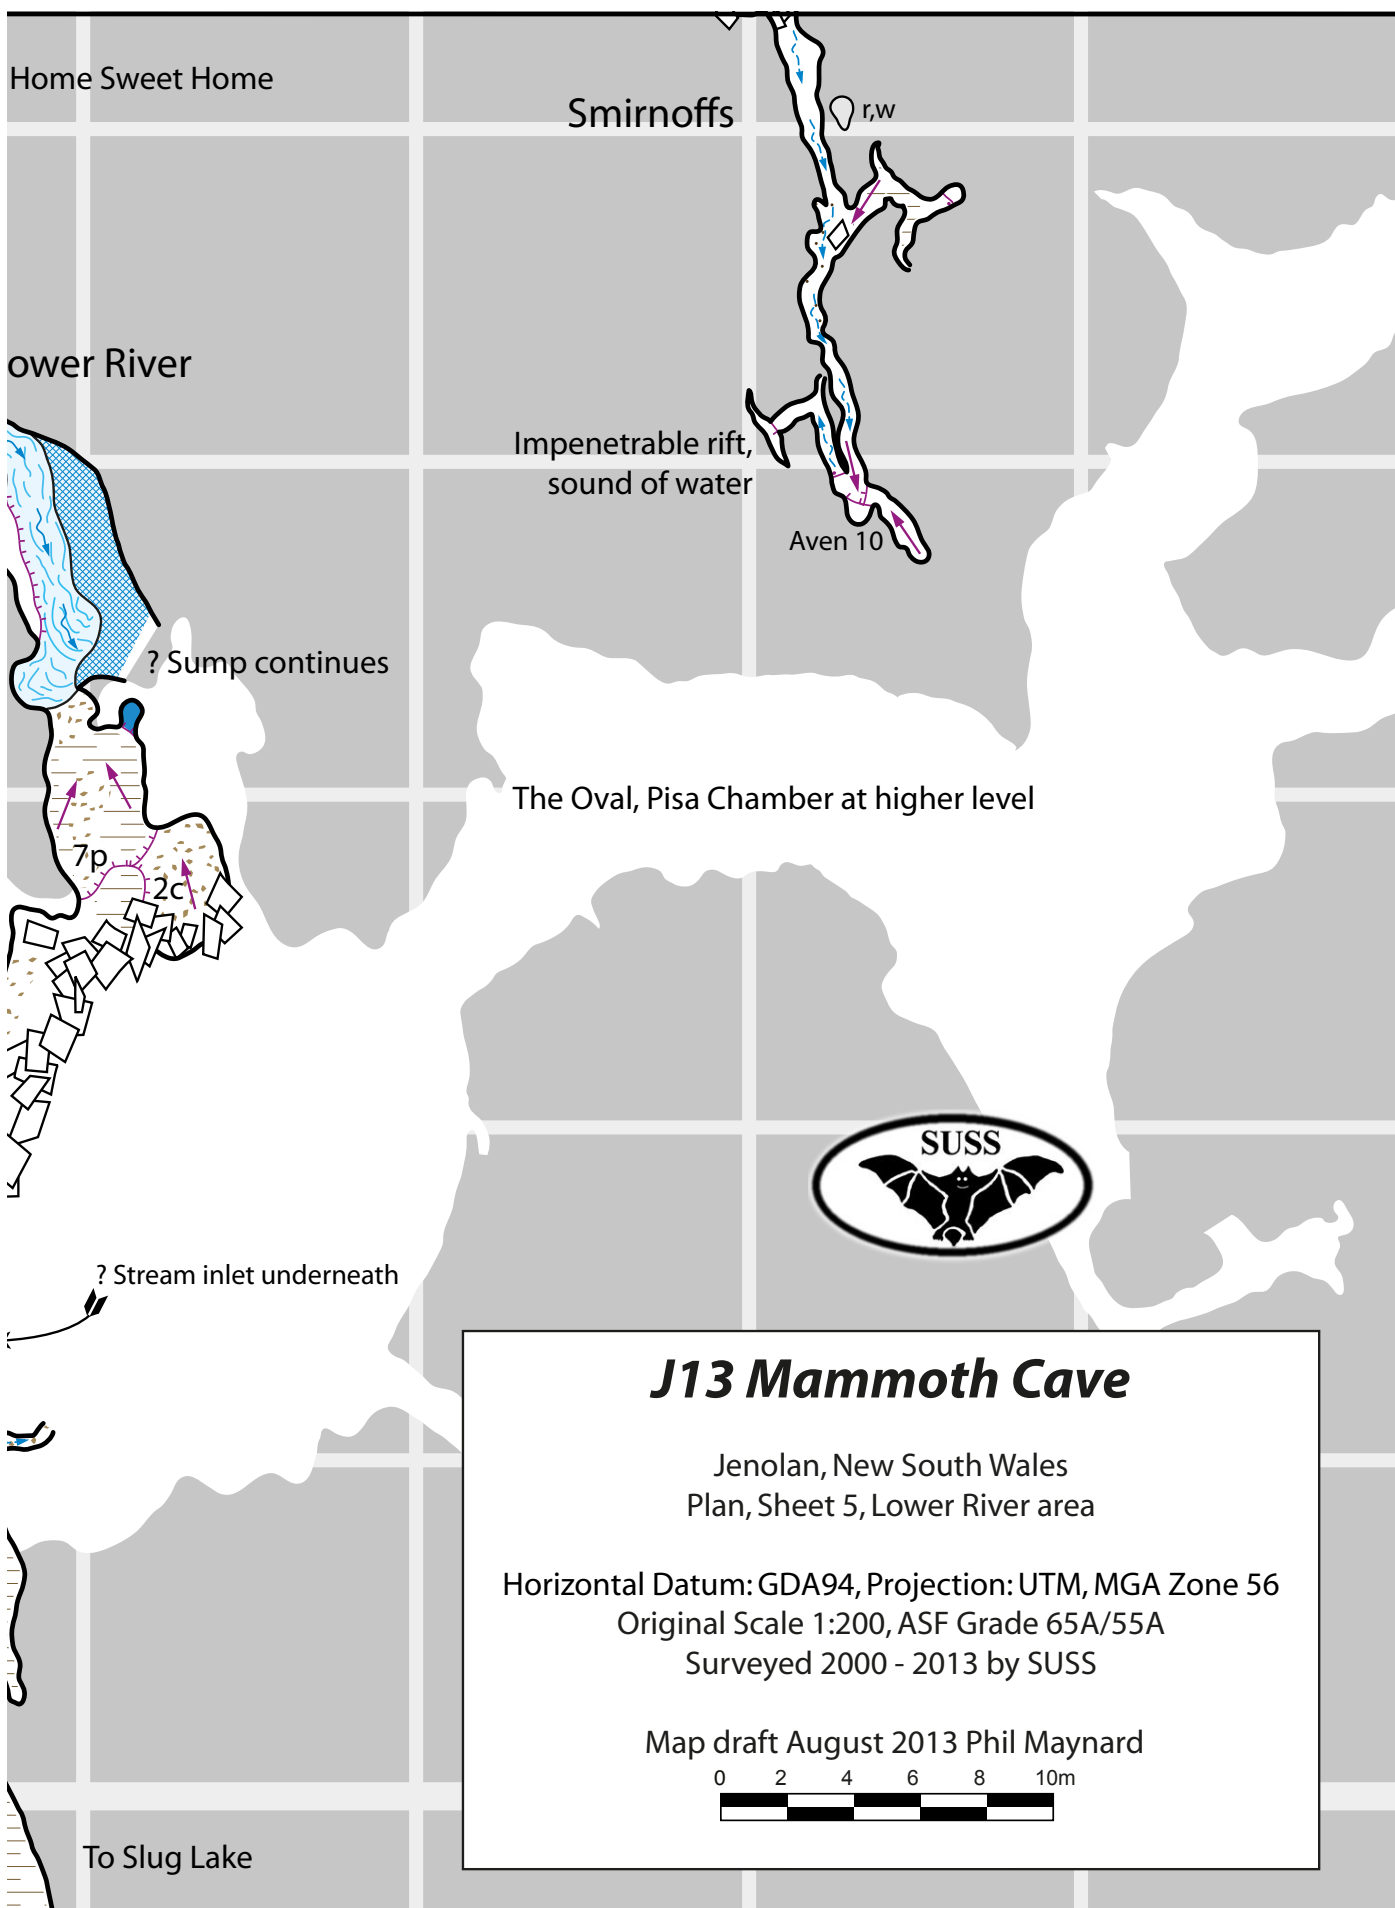 Home Sweet Home
Smirnoffs
r,w
ower River
Impenetrable rift,
sound of water
Aven 10
? Sump continues
The Oval, Pisa Chamber at higher level
7p
2c
SUSS
? Stream inlet underneath
J13 Mammoth Cave
Jenolan, New South Wales
Plan, Sheet 5, Lower River area
Horizontal Datum: GDA94, Projection: UTM, MGA Zone 56
Original Scale 1:200, ASF Grade 65A/55A
Surveyed 2000 - 2013 by SUSS
Map draft August 2013 Phil Maynard
0 2 4 6 8 10m
To Slug Lake